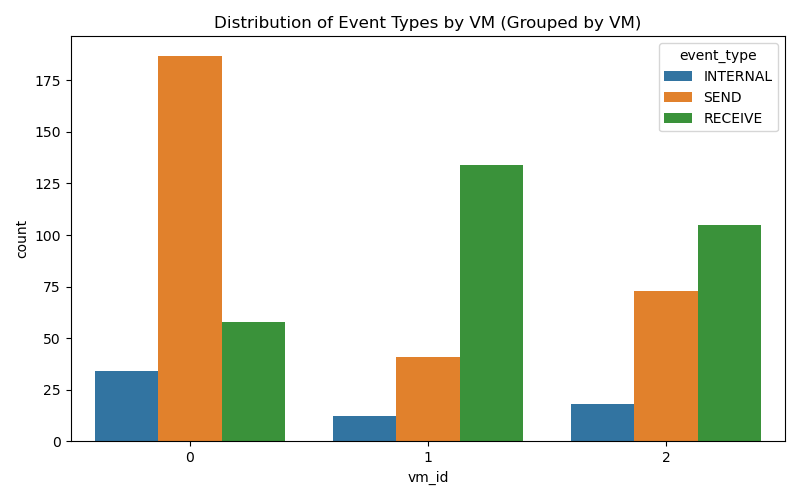 Distribution of Event Types by VM (Grouped by VM)
event_type
INTERNAL
SEND
RECEIVE
count
175
150
125
100
75
50
25
0
0 1 2
vm_id